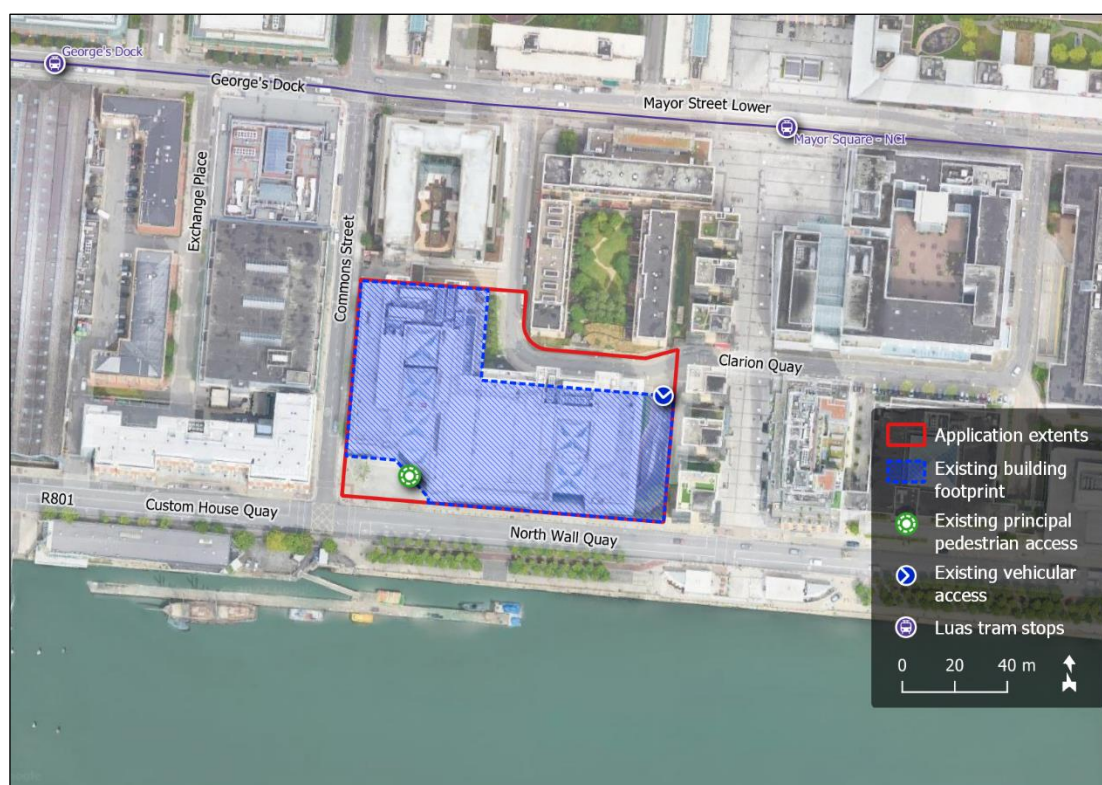 George's Dock
George's Dock
Mayor Street Lower
Mayor Square - NCI
Exchange Place
Commons Street
Clarion Quay
R801
Custom House Quay
North Wall Quay
Application extents
Existing building
footprint
Existing principal
pedestrian access
Existing vehicular
access
Luas tram stops
0 20 40 m